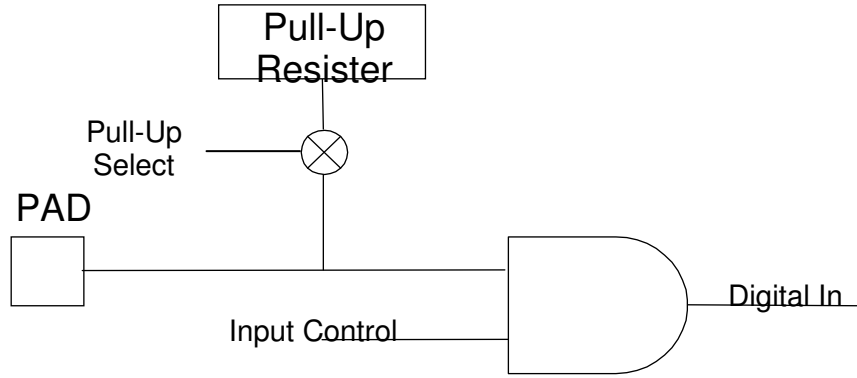 Pull-Up
Resister
Pull-Up
Select
PAD
Digital In
Input Control